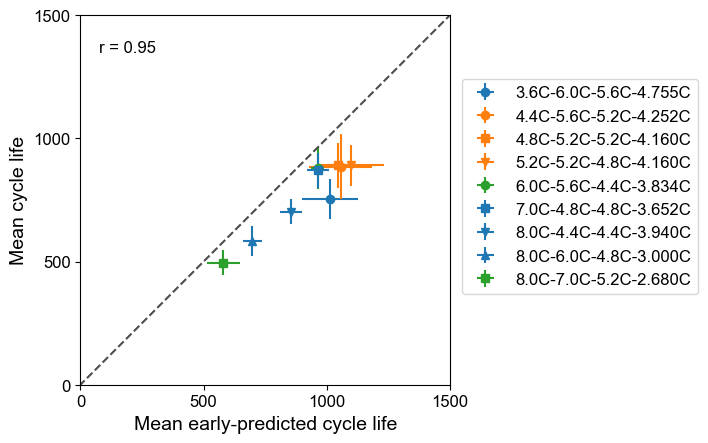 1500
1000
500
0
Mean cycle life
r = 0.95
0
500
1000
1500
Mean early-predicted cycle life
3.6C-6.0C-5.6C-4.755C
4.4C-5.6C-5.2C-4.252C
4.8C-5.2C-5.2C-4.160C
5.2C-5.2C-4.8C-4.160C
6.0C-5.6C-4.4C-3.834C
7.0C-4.8C-4.8C-3.652C
8.0C-4.4C-4.4C-3.940C
8.0C-6.0C-4.8C-3.000C
8.0C-7.0C-5.2C-2.680C